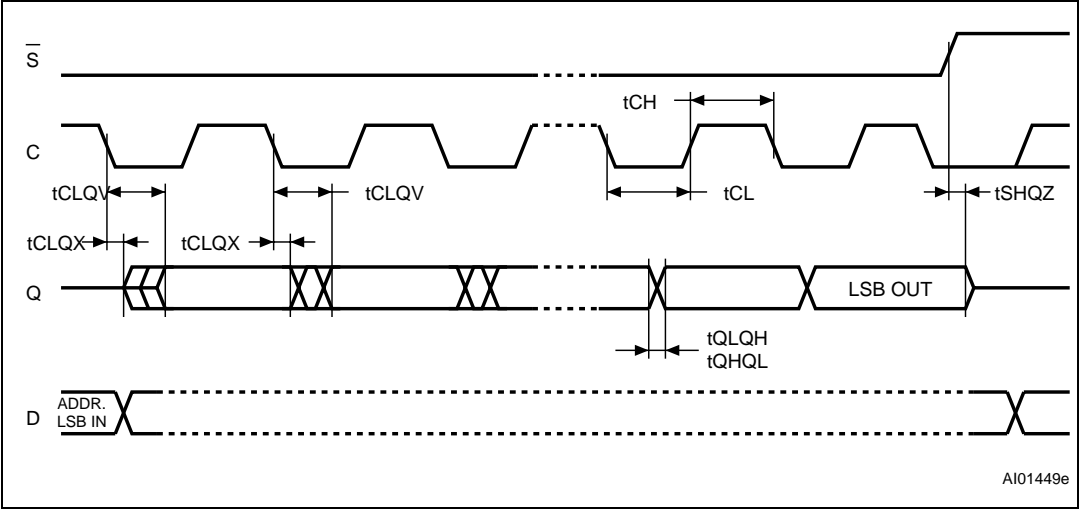 S̅
tCH
C
tCLQV
tCLQV
tCL
tSHQZ
tCLQX
tCLQX
Q
LSB OUT
tQLQH
tQHQL
D
ADDR.
LSB IN
AI01449e